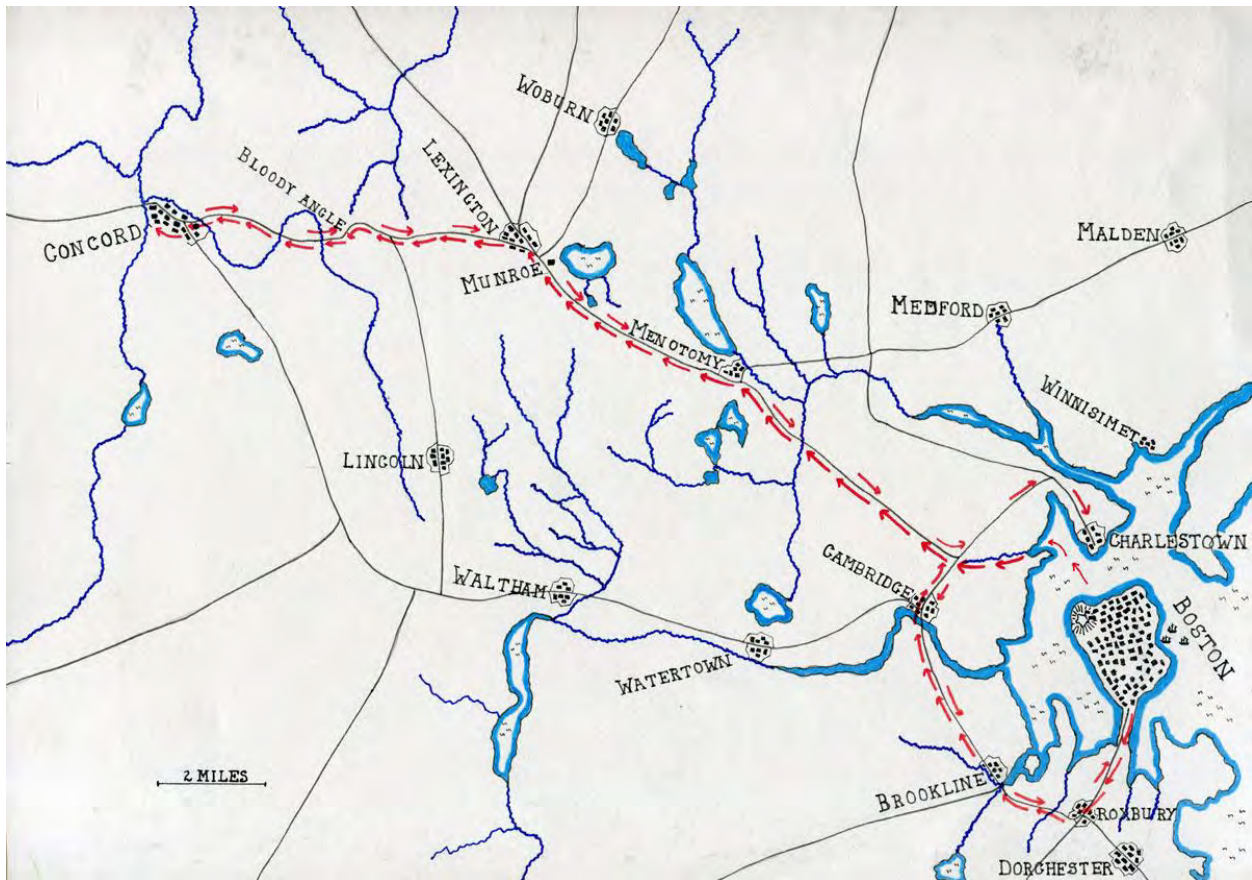 WOBURN
LEXINGTON
BLOODY ANGLE
CONCORD
MUNROE
MALDEN
MEDFORD
MENOTOMY
WINNISIMET
LINCOLN
CHARLESTOWN
CAMBRIDGE
WALTHAM
BOSTON
WATERTOWN
2 MILES
BROOKLINE
ROXBURY
DORCHESTER